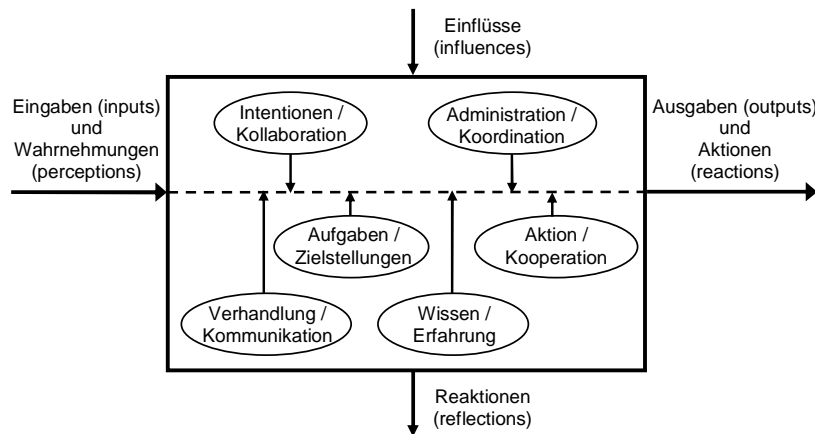 Einflüsse
(influences)
Eingaben (inputs)
und
Wahrnehmungen
(perceptions)
Intentionen /
Kollaboration
Administration /
Koordination
Ausgaben (outputs)
und
Aktionen
(reactions)
Aufgaben /
Zielstellungen
Aktion /
Kooperation
Verhandlung /
Kommunikation
Wissen /
Erfahrung
Reaktionen
(reflections)